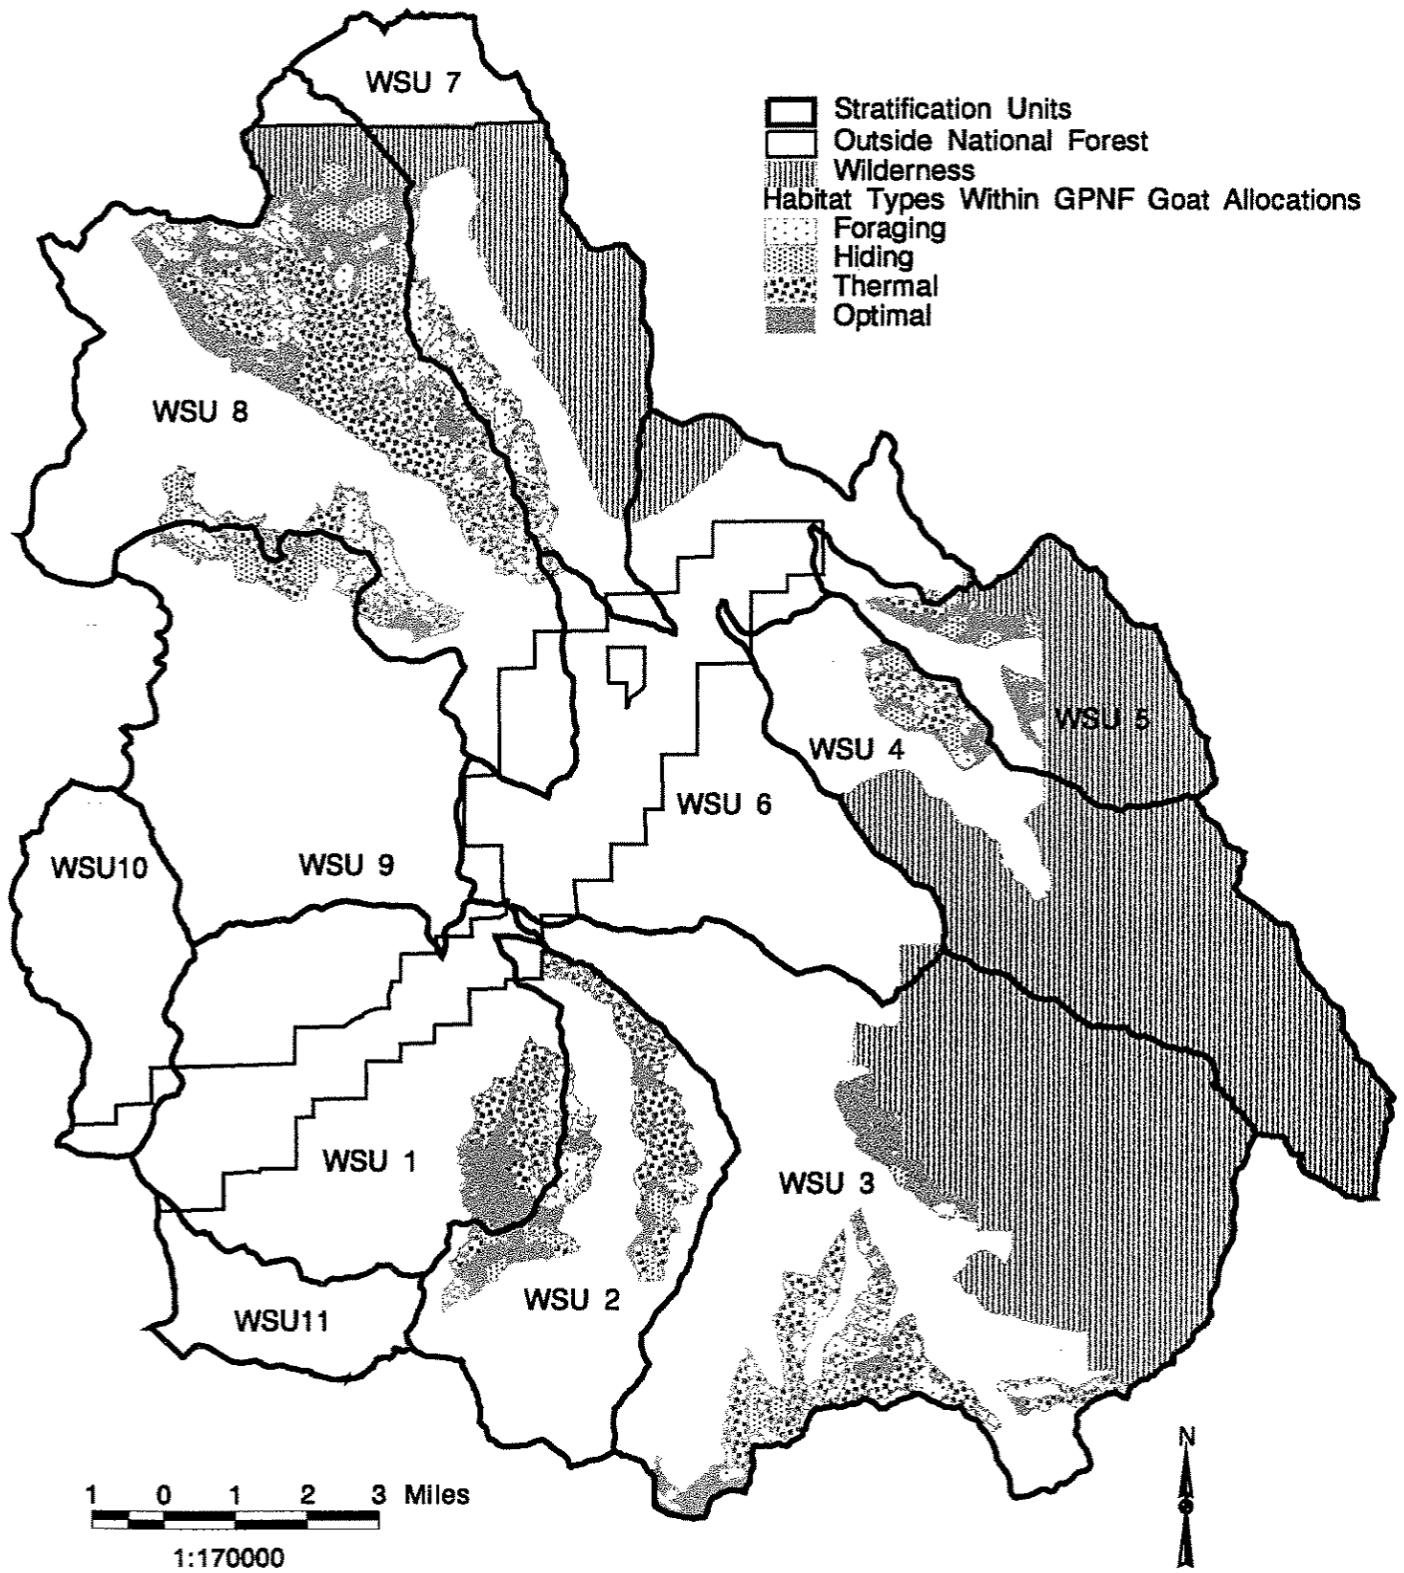 WSU 7
Stratification Units
Outside National Forest
Wilderness
Habitat Types Within GPNF Goat Allocations
Foraging
Hiding
Thermal
Optimal
WSU 8
WSU 5
WSU 4
WSU 6
WSU10
WSU 9
WSU 1
WSU 3
WSU 2
WSU11
N
1 0 1 2 3 Miles
1:170000